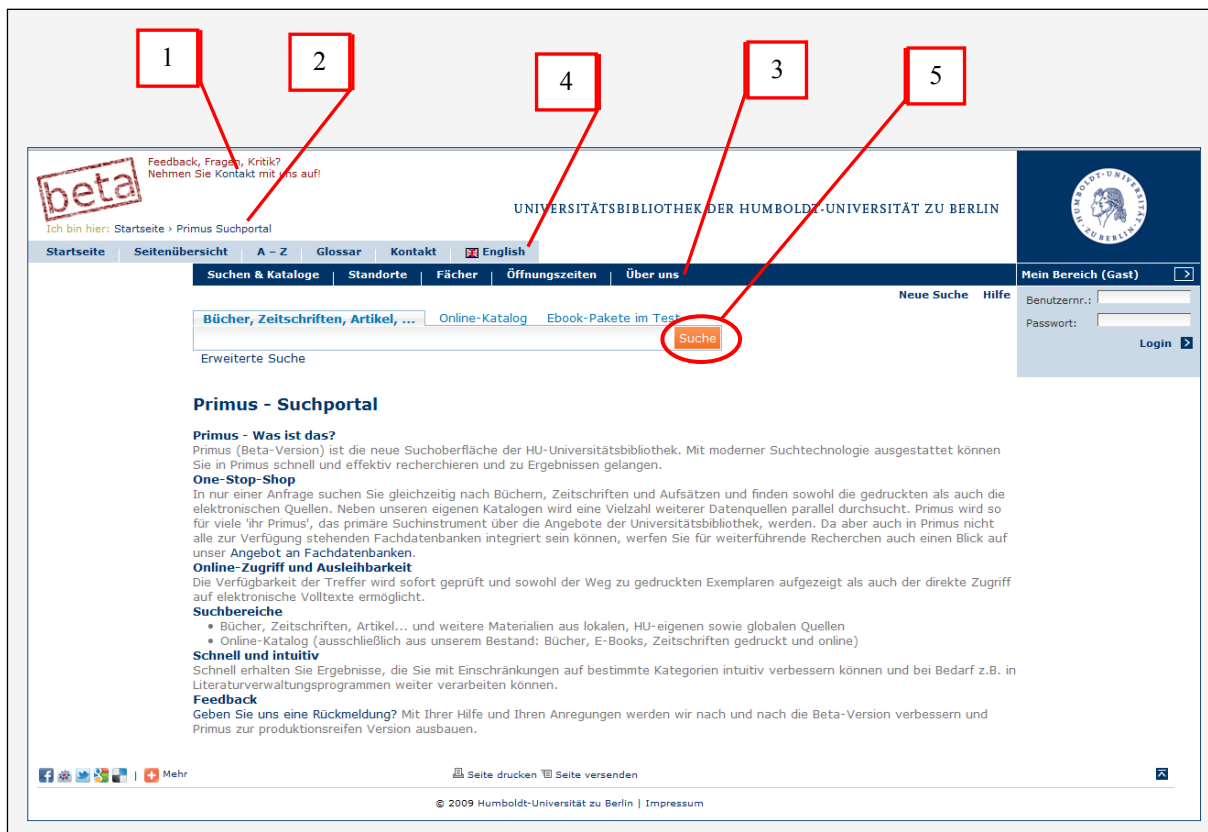 1
2
4
3
5
beta
Feedback, Fragen, Kritik?
Nehmen Sie Kontakt mit uns auf!
UNIVERSITÄTSBIBLIOTHEK DER HUMBOLDT-UNIVERSITÄT ZU BERLIN
HUMBOLDT-UNIVERSITÄT · ZU BERLIN ·
Ich bin hier: Startseite › Primus Suchportal
Startseite | Seitenübersicht | A – Z | Glossar | Kontakt | English
Suchen & Kataloge | Standorte | Fächer | Öffnungszeiten | Über uns
Mein Bereich (Gast)
Neue Suche Hilfe
Benutzernr.:
Passwort:
Login
Bücher, Zeitschriften, Artikel, ... Online-Katalog Ebook-Pakete im Test
Suche
Erweiterte Suche
Primus - Suchportal
Primus - Was ist das?
Primus (Beta-Version) ist die neue Suchoberfläche der HU-Universitätsbibliothek. Mit moderner Suchtechnologie ausgestattet können
Sie in Primus schnell und effektiv recherchieren und zu Ergebnissen gelangen.
One-Stop-Shop
In nur einer Anfrage suchen Sie gleichzeitig nach Büchern, Zeitschriften und Aufsätzen und finden sowohl die gedruckten als auch die
elektronischen Quellen. Neben unseren eigenen Katalogen wird eine Vielzahl weiterer Datenquellen parallel durchsucht. Primus wird so
für viele 'ihr Primus', das primäre Suchinstrument über die Angebote der Universitätsbibliothek, werden. Da aber auch in Primus nicht
alle zur Verfügung stehenden Fachdatenbanken integriert sein können, werfen Sie für weiterführende Recherchen auch einen Blick auf
unser Angebot an Fachdatenbanken.
Online-Zugriff und Ausleihbarkeit
Die Verfügbarkeit der Treffer wird sofort geprüft und sowohl der Weg zu gedruckten Exemplaren aufgezeigt als auch der direkte Zugriff
auf elektronische Volltexte ermöglicht.
Suchbereiche
• Bücher, Zeitschriften, Artikel... und weitere Materialien aus lokalen, HU-eigenen sowie globalen Quellen
• Online-Katalog (ausschließlich aus unserem Bestand: Bücher, E-Books, Zeitschriften gedruckt und online)
Schnell und intuitiv
Schnell erhalten Sie Ergebnisse, die Sie mit Einschränkungen auf bestimmte Kategorien intuitiv verbessern können und bei Bedarf z.B. in
Literaturverwaltungsprogrammen weiter verarbeiten können.
Feedback
Geben Sie uns eine Rückmeldung? Mit Ihrer Hilfe und Ihren Anregungen werden wir nach und nach die Beta-Version verbessern und
Primus zur produktionsreifen Version ausbauen.
| Mehr
Seite drucken Seite versenden
© 2009 Humboldt-Universität zu Berlin | Impressum